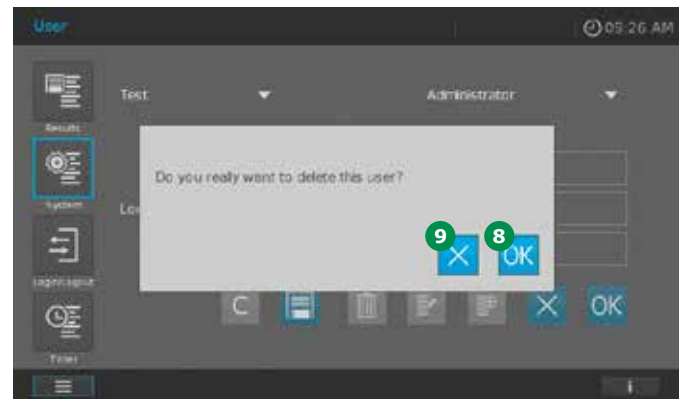 User
05:26 AM
Test
Administrator
Results
Do you really want to delete this user?
System
9
8
OK
Login/Logout
C
OK
Timer
i